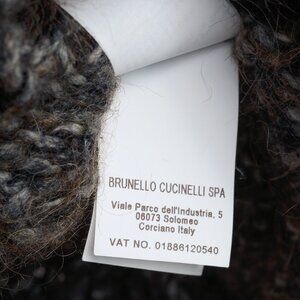 BRUNELLO CUCINELLI SPA
Viale Parco dell'Industria, 5
06073 Solomeo
Corciano Italy
VAT NO. 01886120540